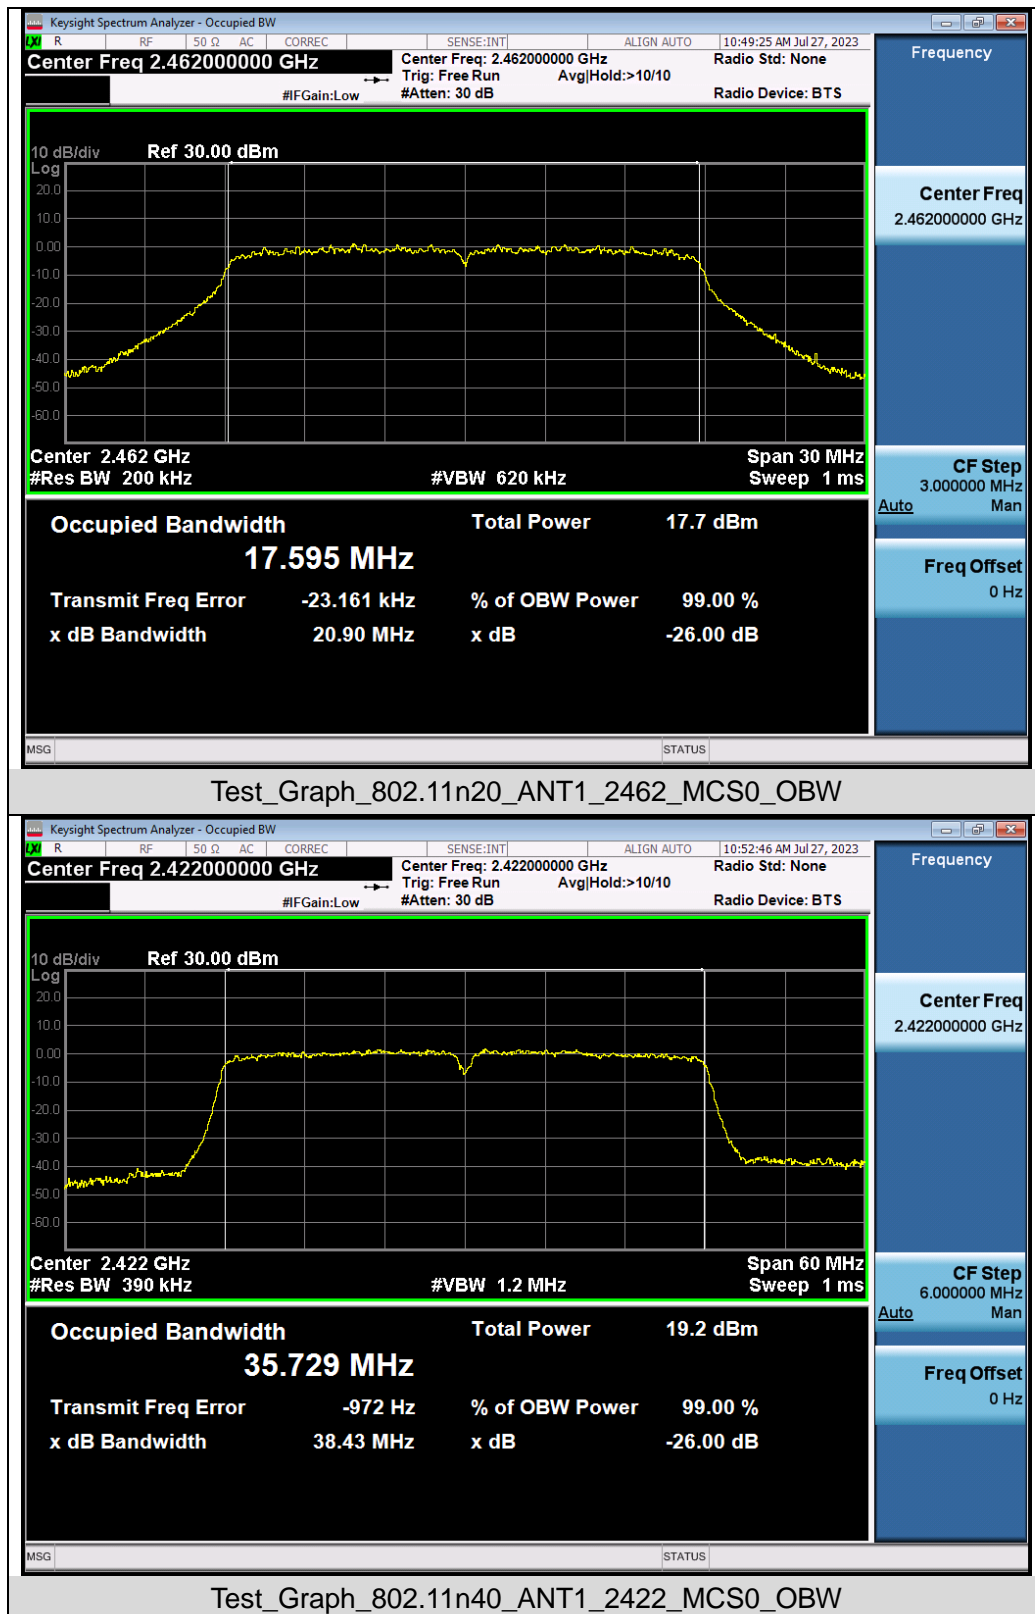 Keysight Spectrum Analyzer - Occupied BW
LXI R RF 50 Ω AC CORREC SENSE:INT ALIGN AUTO 10:49:25 AM Jul 27, 2023
Center Freq 2.462000000 GHz
Center Freq: 2.462000000 GHz
Radio Std: None
Trig: Free Run Avg|Hold:>10/10
#IFGain:Low #Atten: 30 dB Radio Device: BTS
Frequency
10 dB/div Ref 30.00 dBm
Log
20.0
10.0
0.00
-10.0
-20.0
-30.0
-40.0
-50.0
-60.0
Center 2.462 GHz Span 30 MHz
#Res BW 200 kHz #VBW 620 kHz Sweep 1 ms
Center Freq
2.462000000 GHz
CF Step
3.000000 MHz
Auto Man
Freq Offset
0 Hz
Occupied Bandwidth Total Power 17.7 dBm
17.595 MHz
Transmit Freq Error -23.161 kHz % of OBW Power 99.00 %
x dB Bandwidth 20.90 MHz x dB -26.00 dB
MSG STATUS
Test_Graph_802.11n20_ANT1_2462_MCS0_OBW
Keysight Spectrum Analyzer - Occupied BW
LXI R RF 50 Ω AC CORREC SENSE:INT ALIGN AUTO 10:52:46 AM Jul 27, 2023
Center Freq 2.422000000 GHz
Center Freq: 2.422000000 GHz
Radio Std: None
Trig: Free Run Avg|Hold:>10/10
#IFGain:Low #Atten: 30 dB Radio Device: BTS
Frequency
10 dB/div Ref 30.00 dBm
Log
20.0
10.0
0.00
-10.0
-20.0
-30.0
-40.0
-50.0
-60.0
Center 2.422 GHz Span 60 MHz
#Res BW 390 kHz #VBW 1.2 MHz Sweep 1 ms
Center Freq
2.422000000 GHz
CF Step
6.000000 MHz
Auto Man
Freq Offset
0 Hz
Occupied Bandwidth Total Power 19.2 dBm
35.729 MHz
Transmit Freq Error -972 Hz % of OBW Power 99.00 %
x dB Bandwidth 38.43 MHz x dB -26.00 dB
MSG STATUS
Test_Graph_802.11n40_ANT1_2422_MCS0_OBW